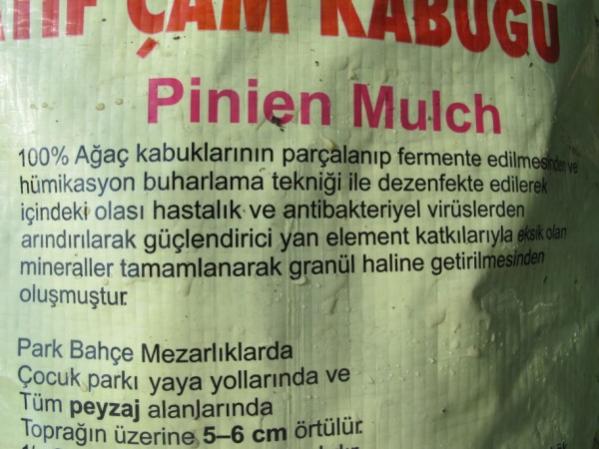 ÇAM KABUĞU
Pinien Mulch
100% Ağaç kabuklarının parçalanıp fermente edilmesinden ve
hümikasyon buharlama tekniği ile dezenfekte edilerek
içindeki olası hastalık ve antibakteriyel virüslerden
arındırılarak güçlendirici yan element katkılarıyla eksik olan
mineraller tamamlanarak granül haline getirilmesinden
oluşmuştur.
Park Bahçe Mezarlıklarda
Çocuk parkı yaya yollarında ve
Tüm peyzaj alanlarında
Toprağın üzerine 5–6 cm örtülür.